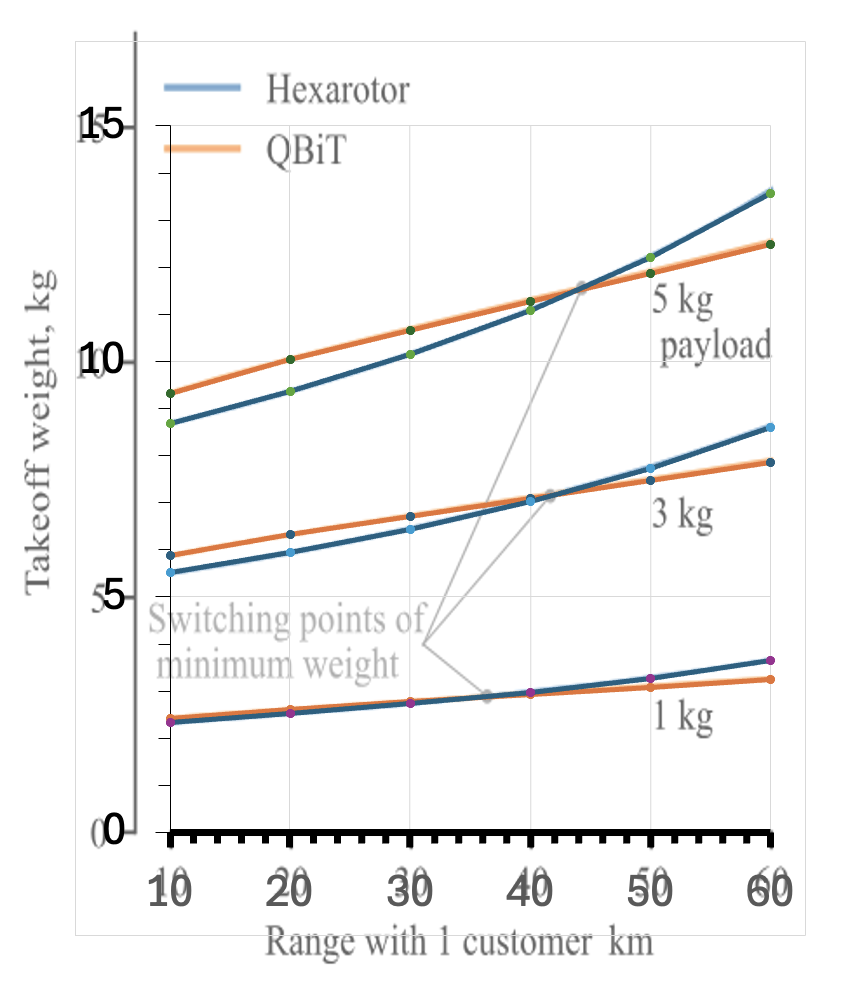 Hexarotor
QBiT
15
10
5
0
Takeoff weight, kg
5 kg
payload
3 kg
Switching points of
minimum weight
1 kg
10 20 30 40 50 60
Range with 1 customer km